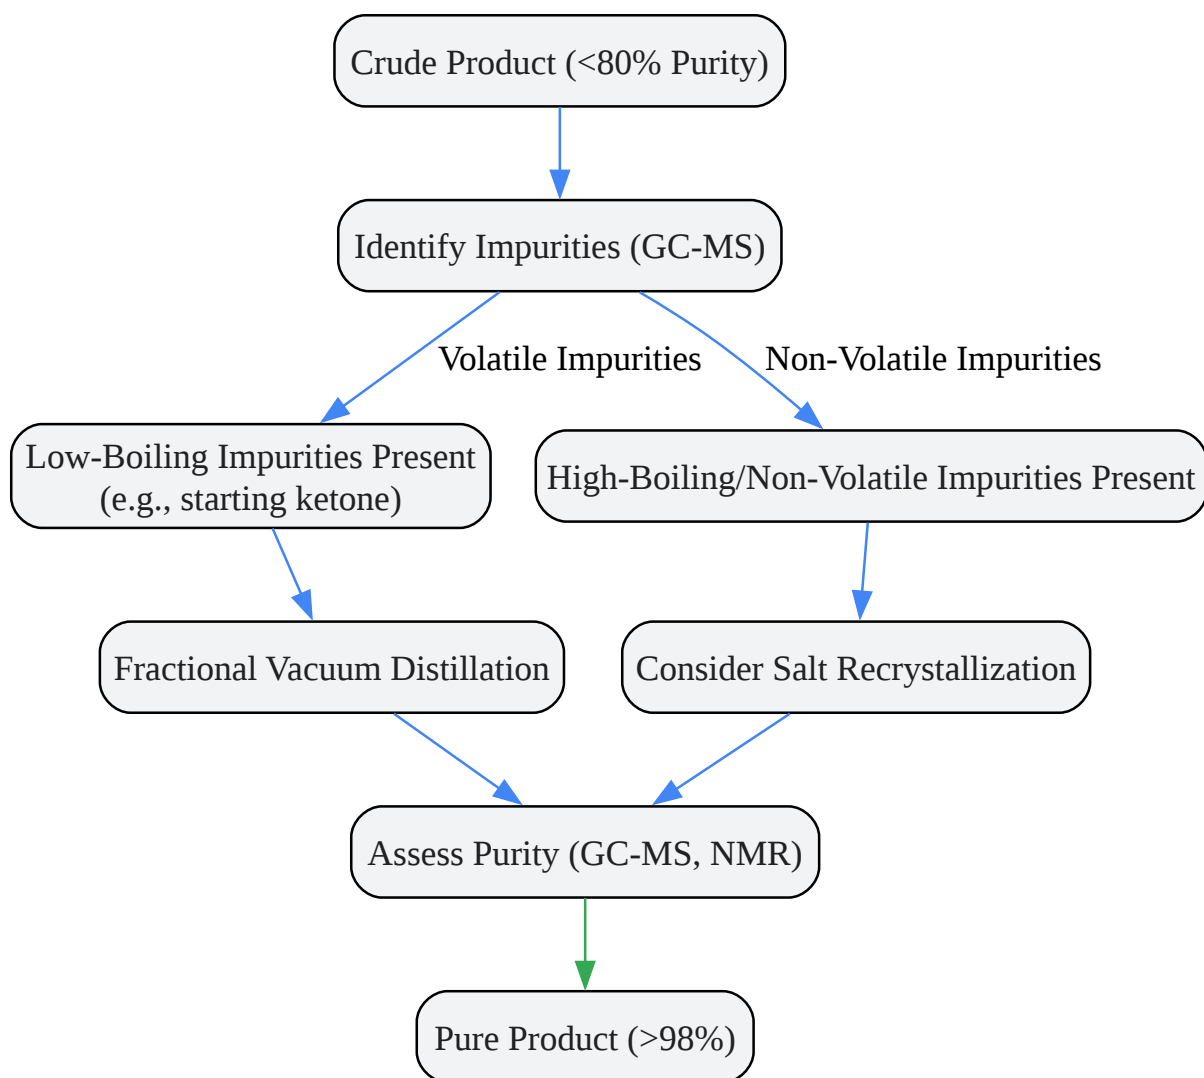 Crude Product (<80% Purity)
Identify Impurities (GC-MS)
Volatile Impurities
Non-Volatile Impurities
Low-Boiling Impurities Present
(e.g., starting ketone)
High-Boiling/Non-Volatile Impurities Present
Fractional Vacuum Distillation
Consider Salt Recrystallization
Assess Purity (GC-MS, NMR)
Pure Product (>98%)